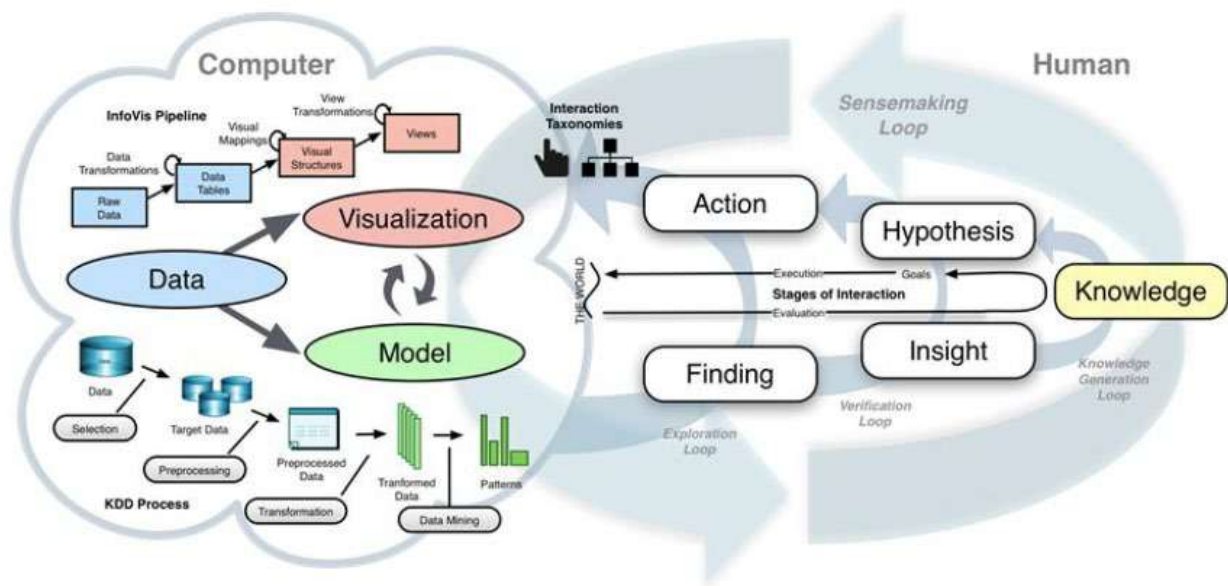 Computer
Human
InfoVis Pipeline
View
Transformations
Views
Visual
Mappings
Visual
Structures
Data
Transformations
Data
Tables
Raw
Data
Interaction
Taxonomies
Sensemaking
Loop
Visualization
Data
Model
Action
Hypothesis
Knowledge
THE WORLD
Execution
Goals
Stages of Interaction
Evaluation
Finding
Insight
Exploration
Loop
Verification
Loop
Knowledge
Generation
Loop
Data
Selection
Target Data
Preprocessing
Preprocessed
Data
Transformation
Tranformed
Data
Data Mining
Patterns
KDD Process